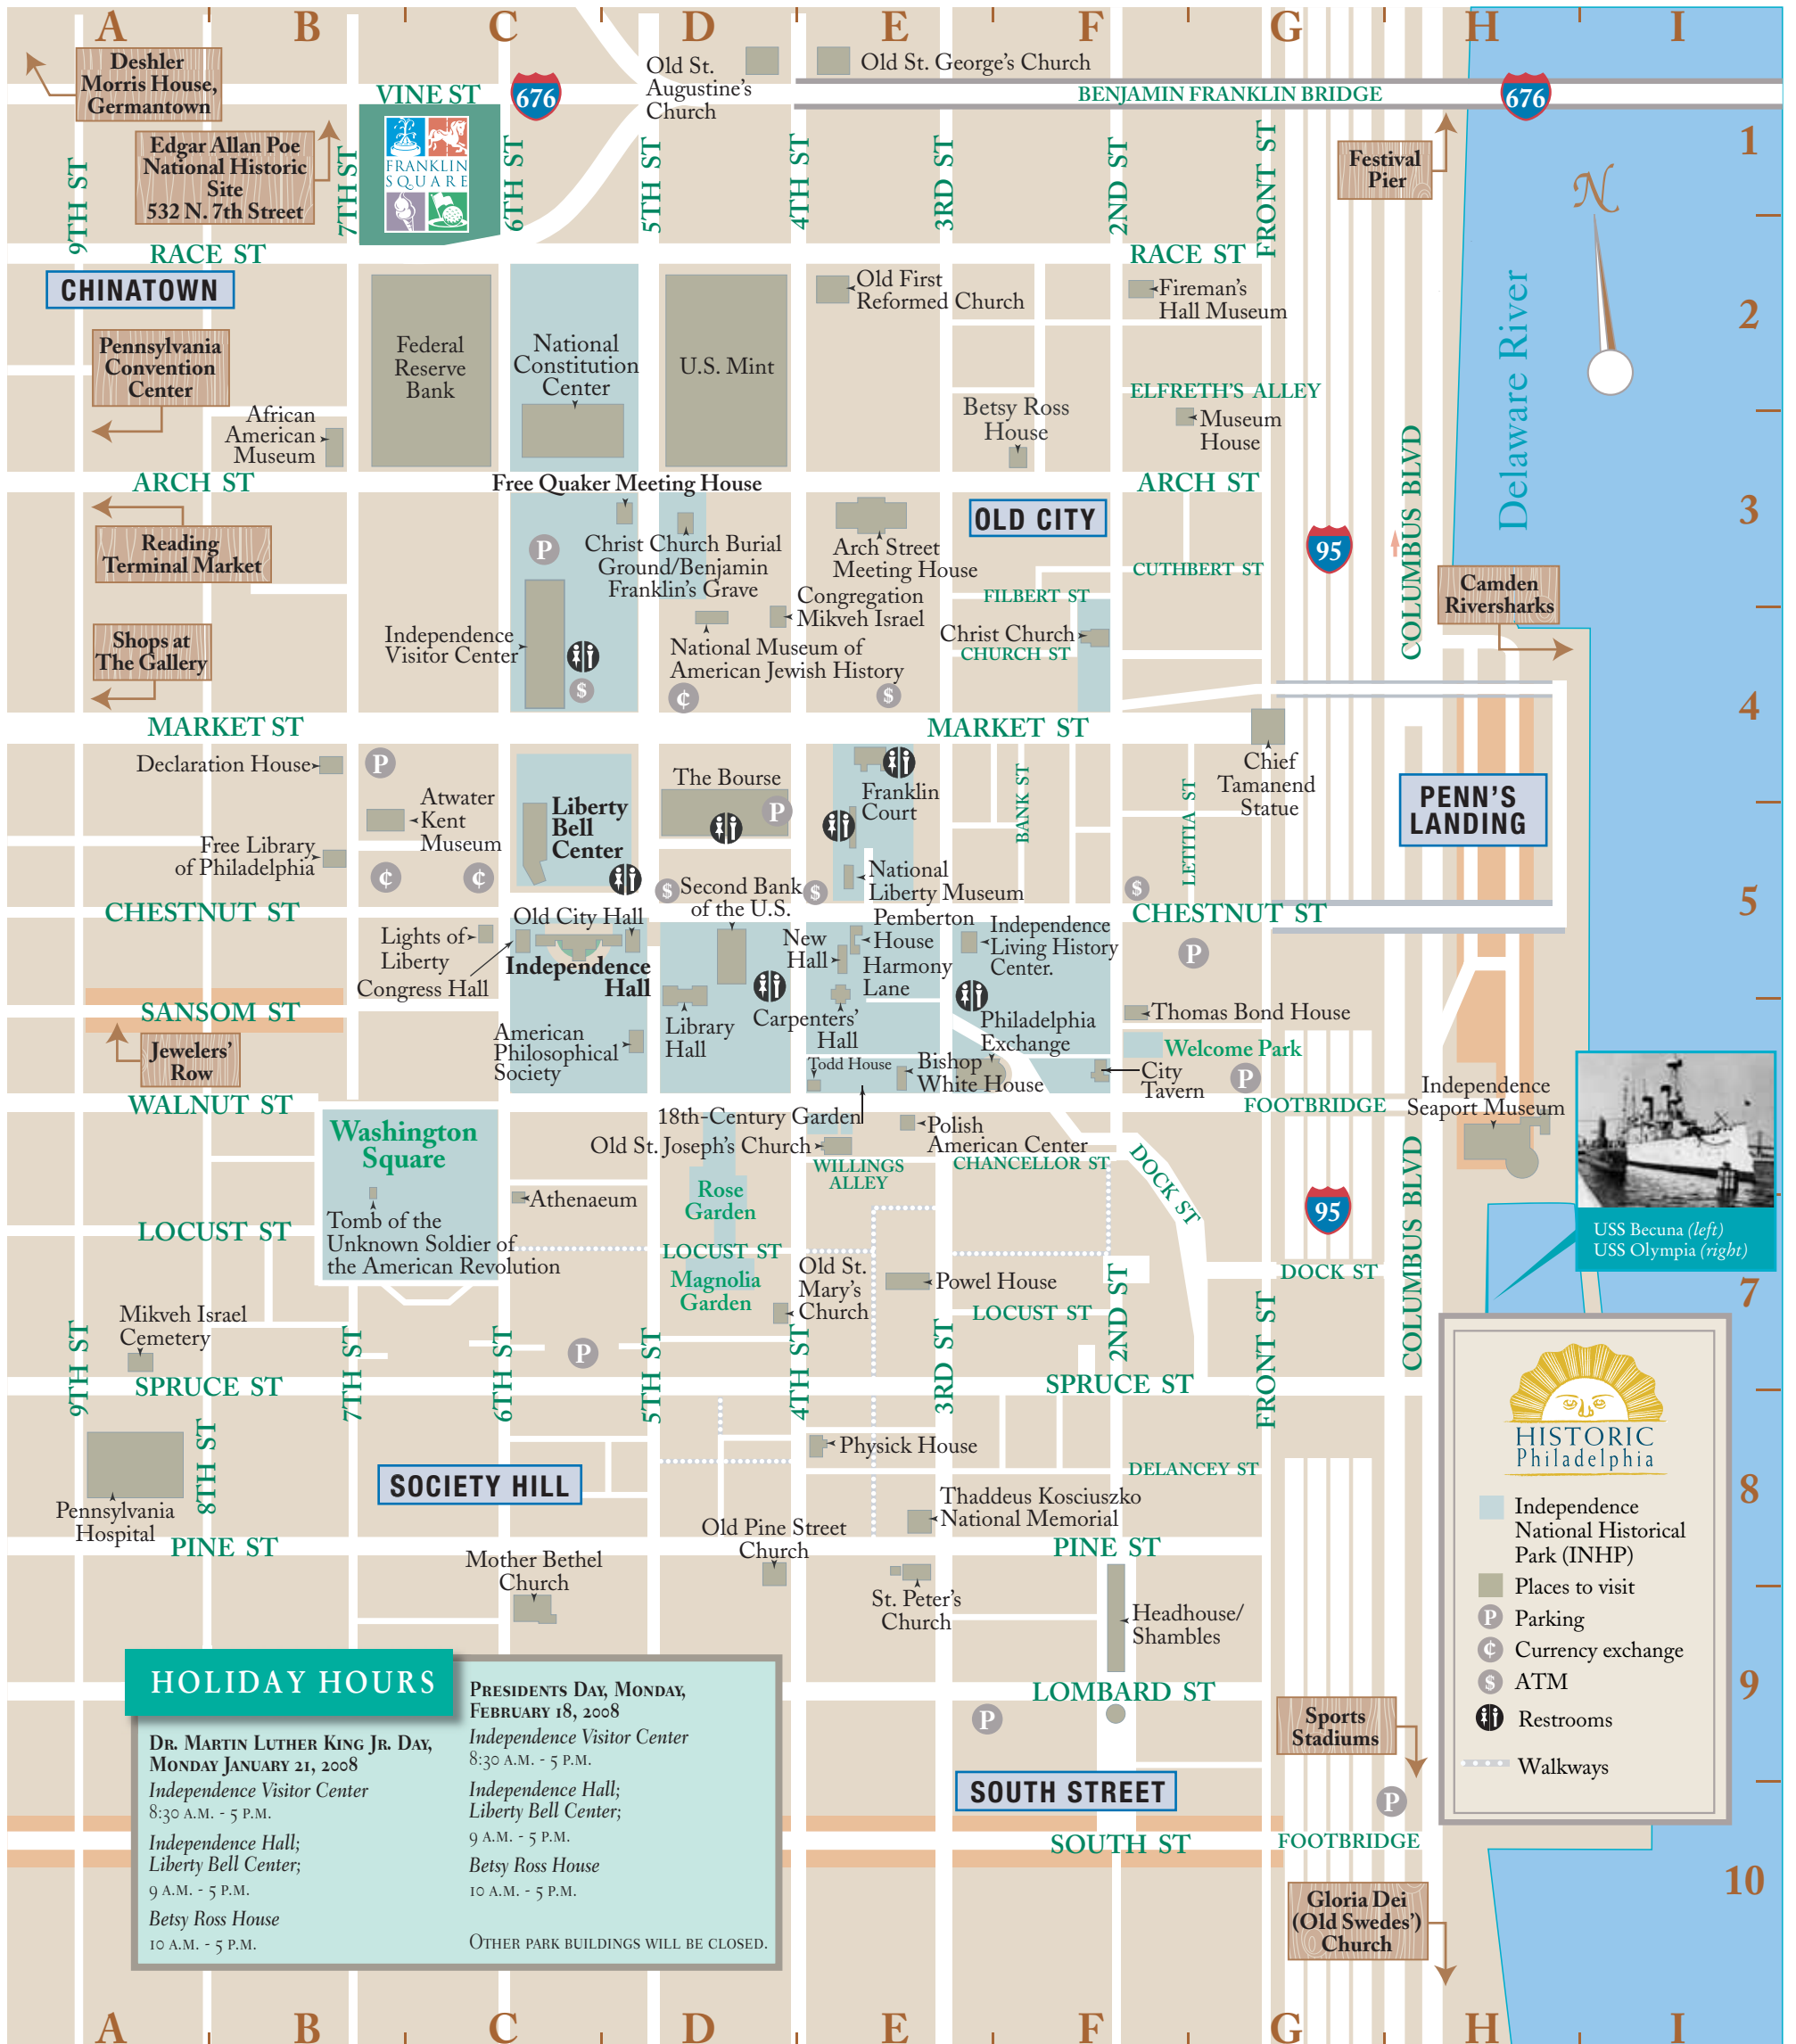 A B C D E F G H I
Deshler
Morris House,
Germantown
Edgar Allan Poe
National Historic
Site
532 N. 7th Street
VINE ST
676
FRANKLIN
SQUARE
Old St.
Augustine's
Church
Old St. George's Church
BENJAMIN FRANKLIN BRIDGE
676
Festival
Pier
1
N
9TH ST
7TH ST
6TH ST
5TH ST
4TH ST
3RD ST
2ND ST
FRONT ST
RACE ST
RACE ST
CHINATOWN
Pennsylvania
Convention
Center
African
American
Museum
Federal
Reserve
Bank
National
Constitution
Center
U.S. Mint
Old First
Reformed Church
Fireman's
Hall Museum
2
Delaware River
ELFRETH'S ALLEY
Betsy Ross
House
Museum
House
ARCH ST
Free Quaker Meeting House
ARCH ST
COLUMBUS BLVD
3
Reading
Terminal Market
P
Christ Church Burial
Ground/Benjamin
Franklin's Grave
Arch Street
Meeting House
OLD CITY
95
CUTHBERT ST
FILBERT ST
Camden
Riversharks
Shops at
The Gallery
Independence
Visitor Center
$
Congregation
Mikveh Israel
National Museum of
American Jewish History
¢
$
Christ Church
CHURCH ST
4
MARKET ST
MARKET ST
Declaration House
P
Atwater
Kent
Museum
Free Library
of Philadelphia
¢
¢
Liberty
Bell
Center
The Bourse
P
Franklin
Court
BANK ST
LETITIA ST
Chief
Tamanend
Statue
PENN'S
LANDING
$
Second Bank
of the U.S.
$
National
Liberty Museum
$
5
CHESTNUT ST
CHESTNUT ST
Lights of
Liberty
Congress Hall
Old City Hall
Independence
Hall
New
Hall
Pemberton
House
Harmony
Lane
Independence
Living History
Center.
P
SANSOM ST
Jewelers'
Row
American
Philosophical
Society
Library
Hall
Carpenters'
Hall
Philadelphia
Exchange
Thomas Bond House
Welcome Park
Todd House
Bishop
White House
City
Tavern
P
Independence
Seaport Museum
WALNUT ST
FOOTBRIDGE
Washington
Square
18th-Century Garden
Old St. Joseph's Church
Polish
American Center
WILLINGS
ALLEY
CHANCELLOR ST
DOCK ST
COLUMBUS BLVD
Tomb of the
Unknown Soldier of
the American Revolution
Athenaeum
Rose
Garden
95
USS Becuna (left)
USS Olympia (right)
LOCUST ST
LOCUST ST
Magnolia
Garden
Old St.
Mary's
Church
Powel House
LOCUST ST
DOCK ST
7
Mikveh Israel
Cemetery
P
9TH ST
7TH ST
6TH ST
5TH ST
4TH ST
3RD ST
2ND ST
FRONT ST
SPRUCE ST
SPRUCE ST
8TH ST
Pennsylvania
Hospital
SOCIETY HILL
Physick House
DELANCEY ST
Thaddeus Kosciuszko
National Memorial
8
PINE ST
PINE ST
Mother Bethel
Church
Old Pine Street
Church
St. Peter's
Church
Headhouse/
Shambles
LOMBARD ST
P
9
Sports
Stadiums
P
SOUTH STREET
SOUTH ST
FOOTBRIDGE
10
Gloria Dei
(Old Swedes')
Church
HISTORIC
Philadelphia
Independence
National Historical
Park (INHP)
Places to visit
P Parking
¢ Currency exchange
$ ATM
Restrooms
Walkways
HOLIDAY HOURS
DR. MARTIN LUTHER KING JR. DAY,
MONDAY JANUARY 21, 2008
Independence Visitor Center
8:30 A.M. - 5 P.M.
Independence Hall;
Liberty Bell Center;
9 A.M. - 5 P.M.
Betsy Ross House
10 A.M. - 5 P.M.
PRESIDENTS DAY, MONDAY,
FEBRUARY 18, 2008
Independence Visitor Center
8:30 A.M. - 5 P.M.
Independence Hall;
Liberty Bell Center;
9 A.M. - 5 P.M.
Betsy Ross House
10 A.M. - 5 P.M.
OTHER PARK BUILDINGS WILL BE CLOSED.
A B C D E F G H I